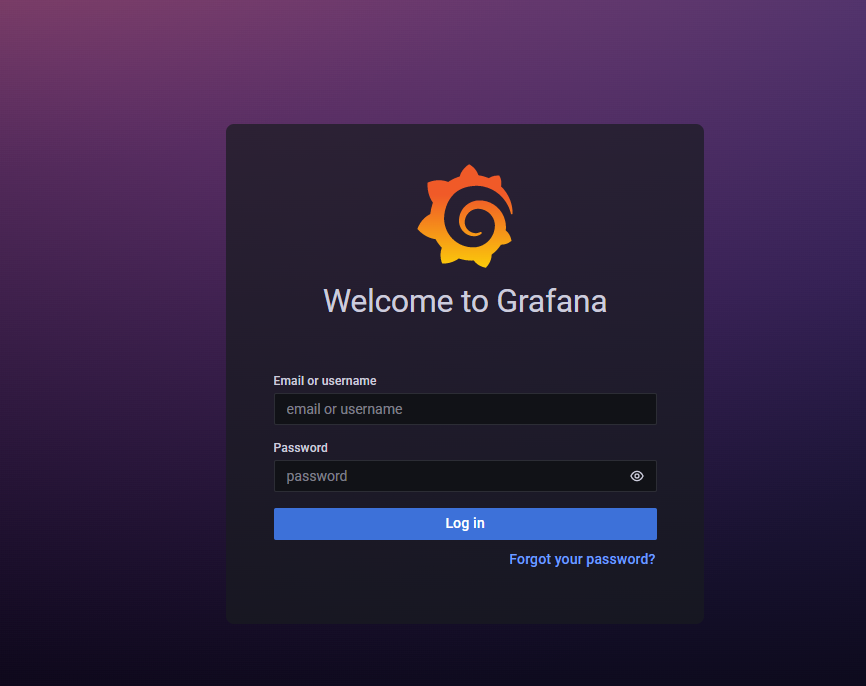 Welcome to Grafana
Email or username
email or username
Password
password
Log in
Forgot your password?